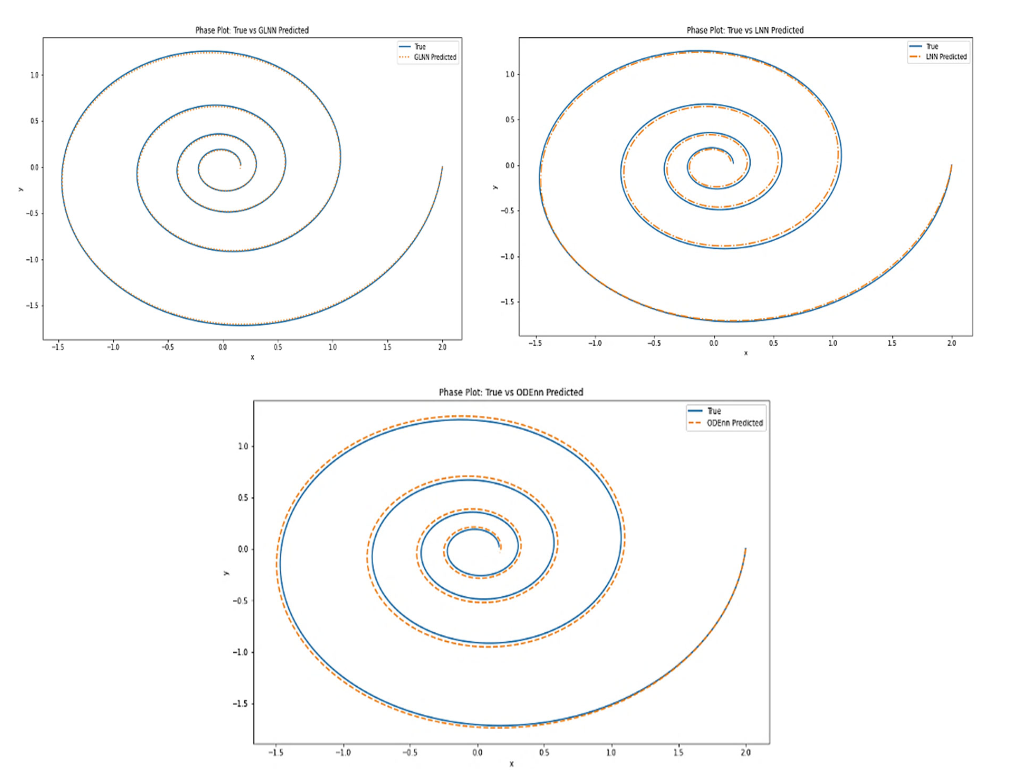 Phase Plot: True vs GLNN Predicted
True
GLNN Predicted
1.0
0.5
0.0
−0.5
−1.0
−1.5
y
−1.5 −1.0 −0.5 0.0 0.5 1.0 1.5 2.0
x
Phase Plot: True vs LNN Predicted
True
LNN Predicted
1.0
0.5
0.0
−0.5
−1.0
−1.5
y
−1.5 −1.0 −0.5 0.0 0.5 1.0 1.5 2.0
x
Phase Plot: True vs ODEnn Predicted
True
ODEnn Predicted
1.0
0.5
0.0
−0.5
−1.0
−1.5
y
−1.5 −1.0 −0.5 0.0 0.5 1.0 1.5 2.0
x